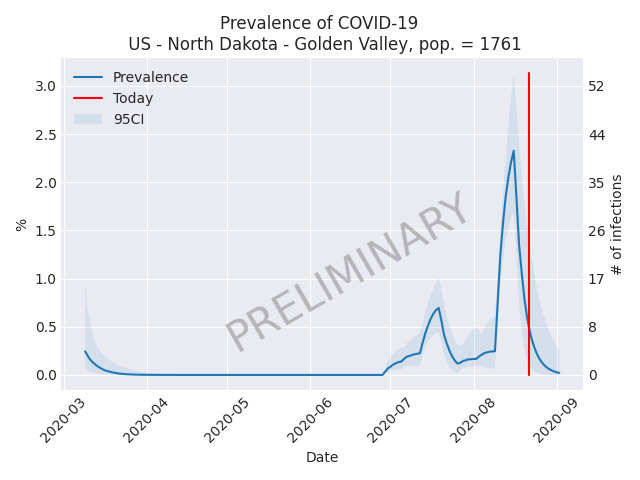 Prevalence of COVID-19
US - North Dakota - Golden Valley, pop. = 1761
Prevalence
Today
95CI
PRELIMINARY
%
3.0
2.5
2.0
1.5
1.0
0.5
0.0
52
44
35
26
17
8
0
# of infections
2020-03
2020-04
2020-05
2020-06
2020-07
2020-08
2020-09
Date